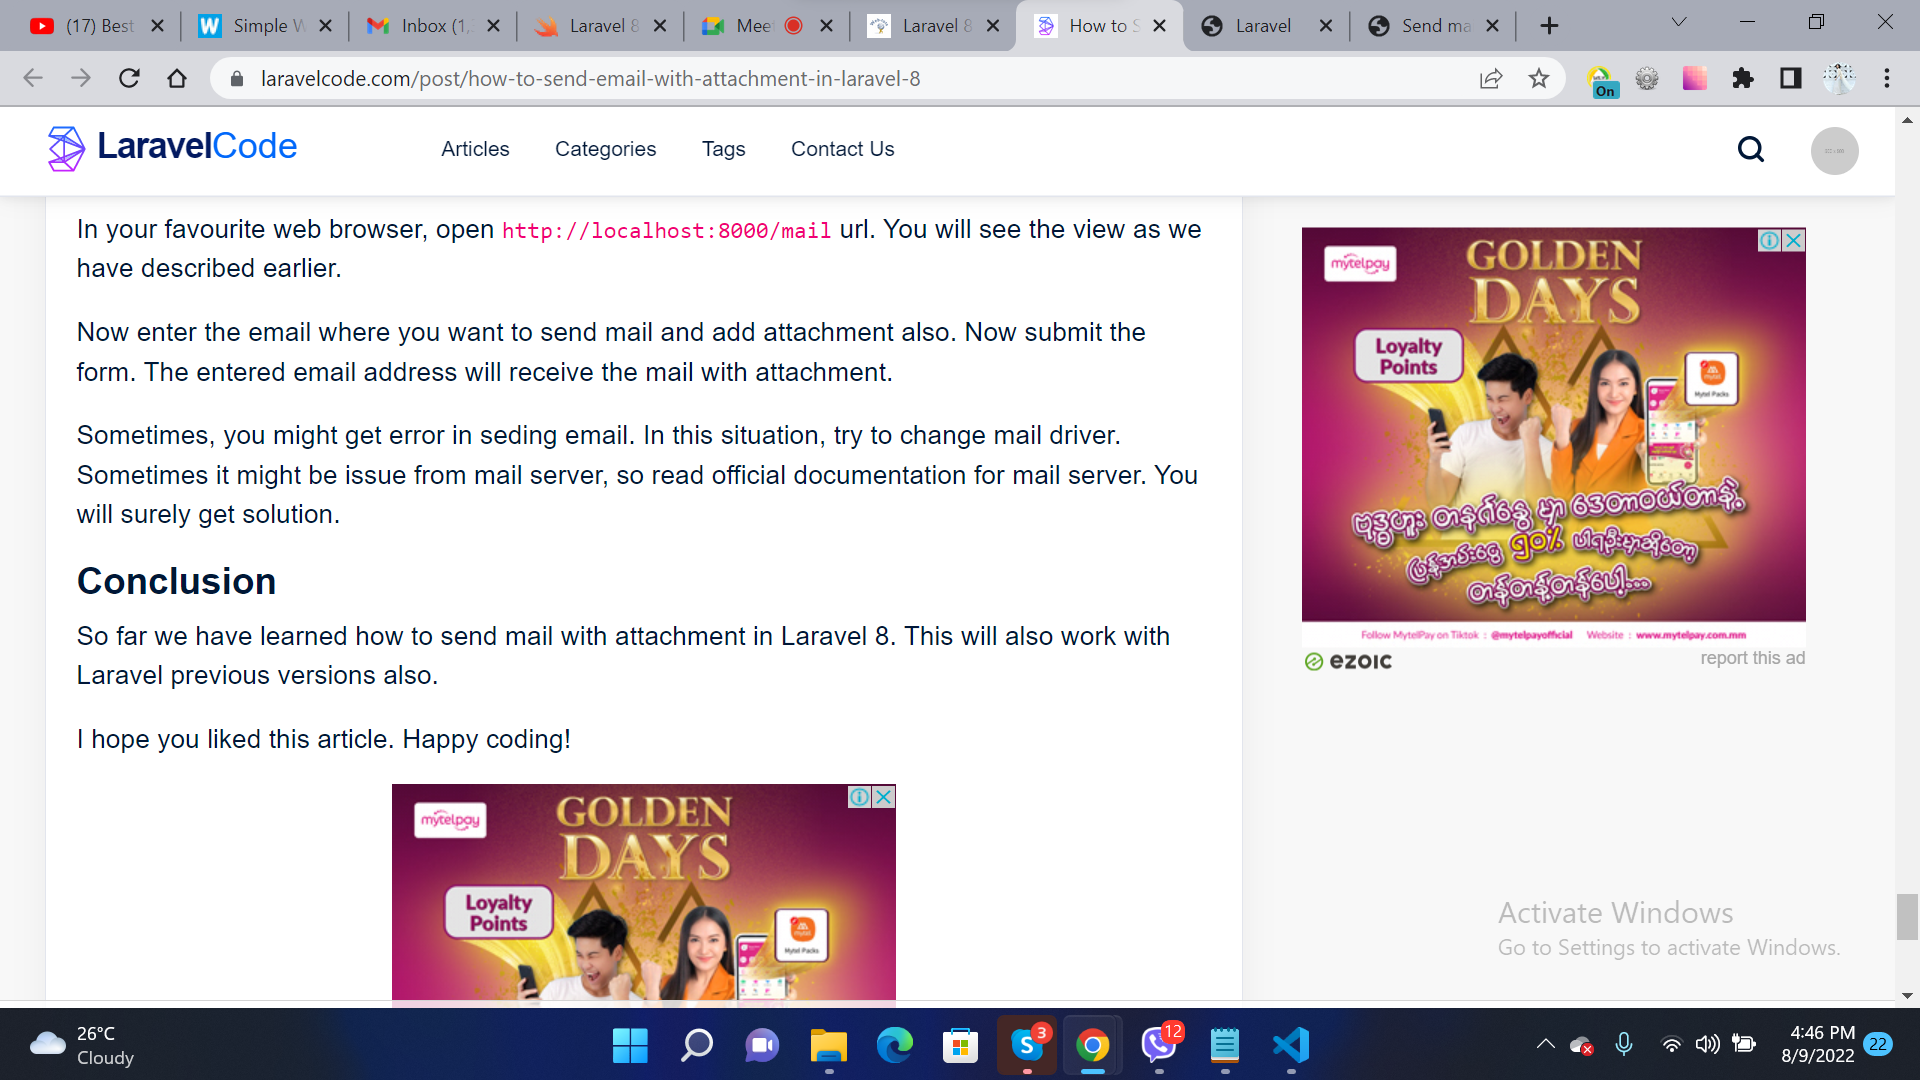 (17) Best
Simple W
Inbox (1,
Laravel 8
Meet
Laravel 8
How to S
Laravel
Send ma
laravelcode.com/post/how-to-send-email-with-attachment-in-laravel-8
On
LaravelCode
Articles
Categories
Tags
Contact Us
In your favourite web browser, open http://localhost:8000/mail url. You will see the view as we
have described earlier.
Now enter the email where you want to send mail and add attachment also. Now submit the
form. The entered email address will receive the mail with attachment.
Sometimes, you might get error in seding email. In this situation, try to change mail driver.
Sometimes it might be issue from mail server, so read official documentation for mail server. You
will surely get solution.
Conclusion
So far we have learned how to send mail with attachment in Laravel 8. This will also work with
Laravel previous versions also.
I hope you liked this article. Happy coding!
mytelpay
GOLDEN
DAYS
Loyalty
Points
Mytel Packs
mytelpay
GOLDEN
DAYS
Loyalty
Points
Mytel Packs
Follow MytelPay on Tiktok : @mytelpayofficial Website : www.mytelpay.com.mm
ezoic
report this ad
Activate Windows
Go to Settings to activate Windows.
26°C
Cloudy
3
12
4:46 PM
8/9/2022
22